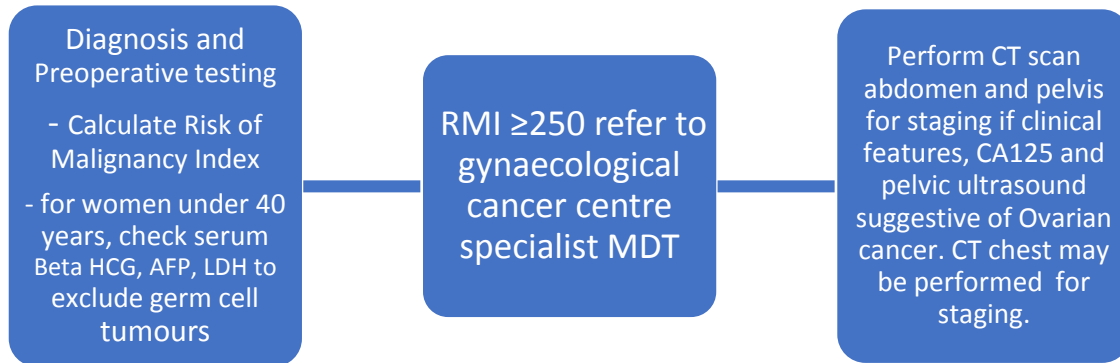 Diagnosis and
Preoperative testing
- Calculate Risk of
Malignancy Index
- for women under 40
years, check serum
Beta HCG, AFP, LDH to
exclude germ cell
tumours
RMI ≥250 refer to
gynaecological
cancer centre
specialist MDT
Perform CT scan
abdomen and pelvis
for staging if clinical
features, CA125 and
pelvic ultrasound
suggestive of Ovarian
cancer. CT chest may
be performed for
staging.